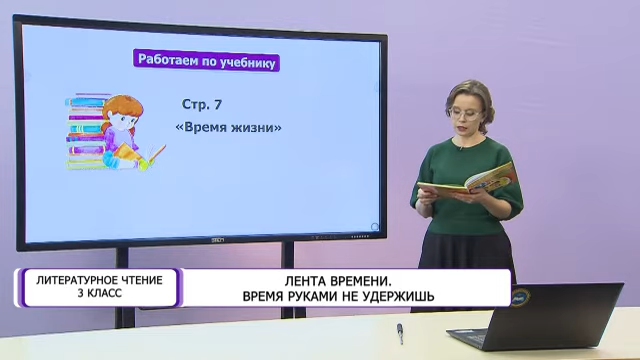 Работаем по учебнику
Стр. 7
«Время жизни»
ЛИТЕРАТУРНОЕ ЧТЕНИЕ
3 КЛАСС
ЛЕНТА ВРЕМЕНИ.
ВРЕМЯ РУКАМИ НЕ УДЕРЖИШЬ